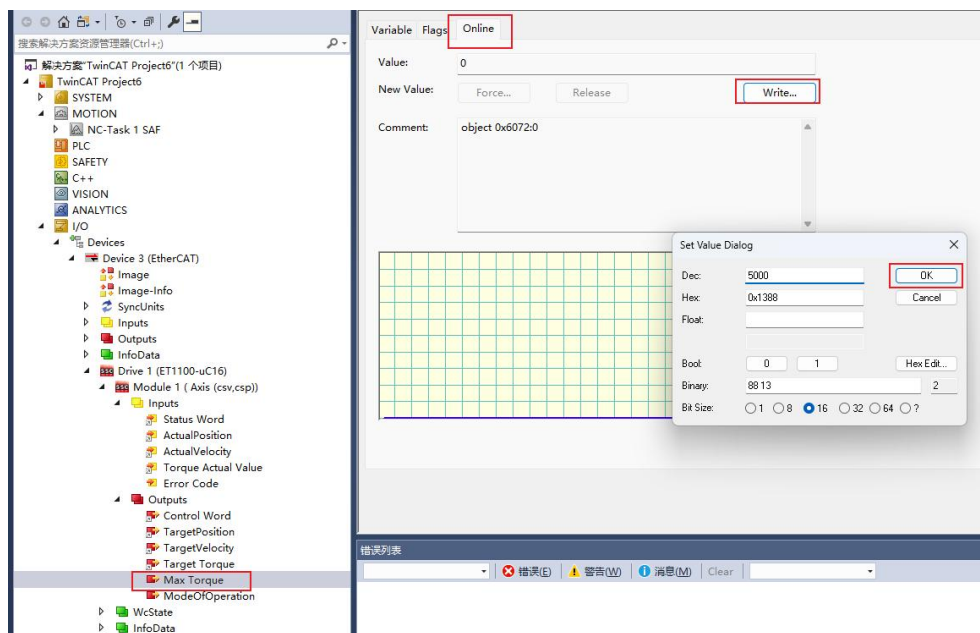 搜索解决方案资源管理器(Ctrl+;)
解决方案"TwinCAT Project6"(1 个项目)
TwinCAT Project6
SYSTEM
MOTION
NC-Task 1 SAF
PLC
SAFETY
C++
VISION
ANALYTICS
I/O
Devices
Device 3 (EtherCAT)
Image
Image-Info
SyncUnits
Inputs
Outputs
InfoData
Drive 1 (ET1100-uC16)
Module 1 ( Axis (csv,csp))
Inputs
Status Word
ActualPosition
ActualVelocity
Torque Actual Value
Error Code
Outputs
Control Word
TargetPosition
TargetVelocity
Target Torque
Max Torque
ModeOfOperation
WcState
InfoData
Variable Flags Online
Value: 0
New Value: Force... Release Write...
Comment: object 0x6072:0
Set Value Dialog
Dec: 5000 OK
Hex: 0x1388 Cancel
Float:
Bool: 0 1 Hex Edit...
Binary: 88 13 2
Bit Size: 1 8 16 32 64 ?
错误列表
错误(E) 警告(W) 消息(M) Clear